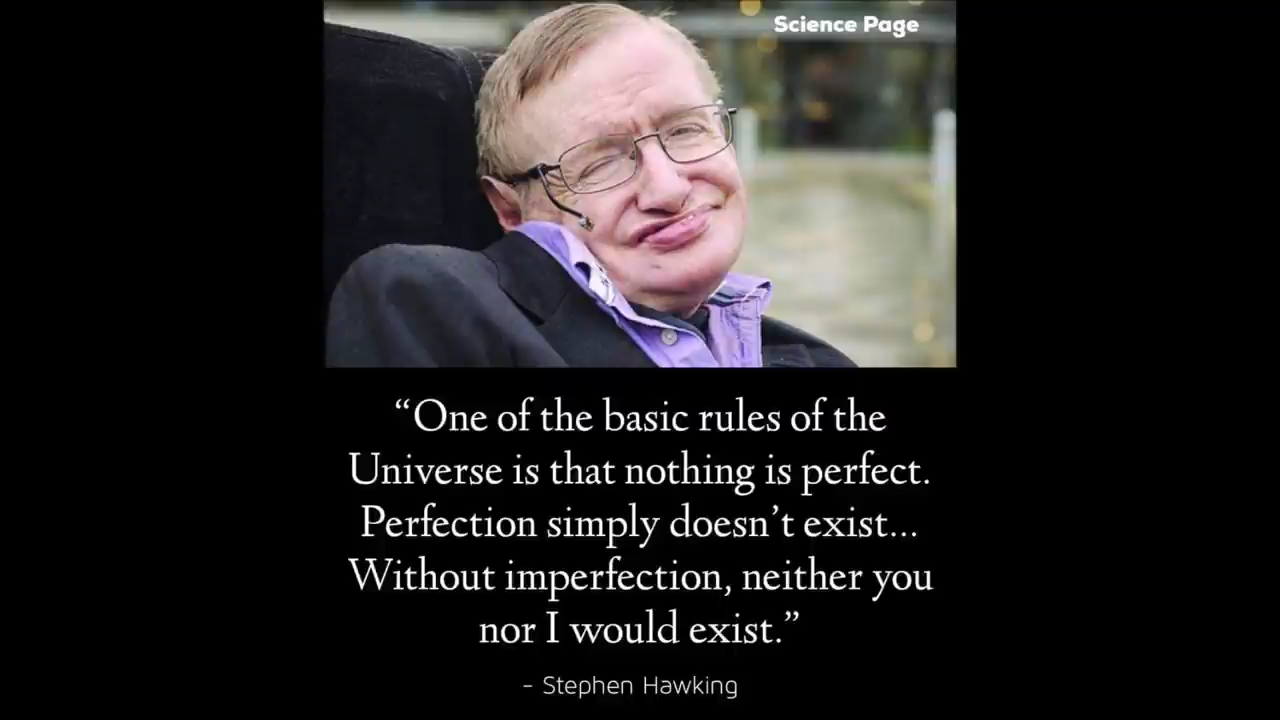 Science Page
“One of the basic rules of the
Universe is that nothing is perfect.
Perfection simply doesn’t exist...
Without imperfection, neither you
nor I would exist.”
- Stephen Hawking